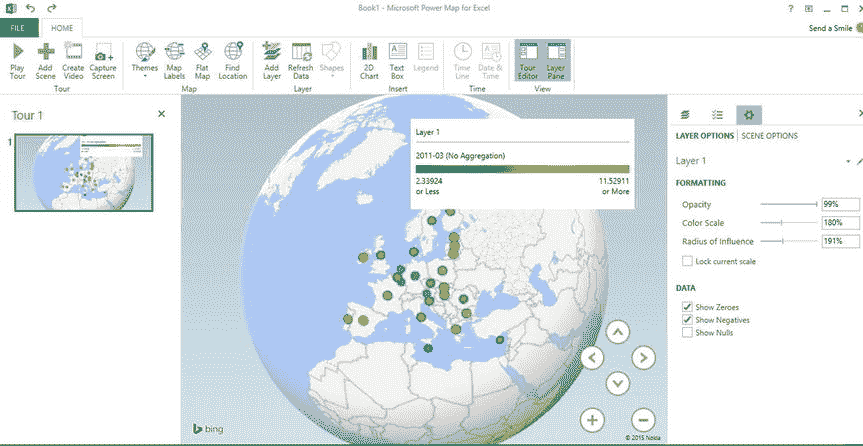 Book1 - Microsoft Power Map for Excel
FILE
HOME
Send a Smile
Play Tour
Add Scene
Create Video
Capture Screen
Themes
Map Labels
Flat Map
Find Location
Add Layer
Refresh Data
Shapes
2D Chart
Text Box
Legend
Time Line
Date & Time
Tour Editor
Layer Pane
Tour
Map
Layer
Insert
Time
View
Tour 1
1
Layer 1
2011-03 (No Aggregation)
2.33924 or Less
11.52911 or More
LAYER OPTIONS
SCENE OPTIONS
Layer 1
FORMATTING
Opacity 99%
Color Scale 180%
Radius of Influence 191%
Lock current scale
DATA
Show Zeroes
Show Negatives
Show Nulls
bing
© 2015 Nokia